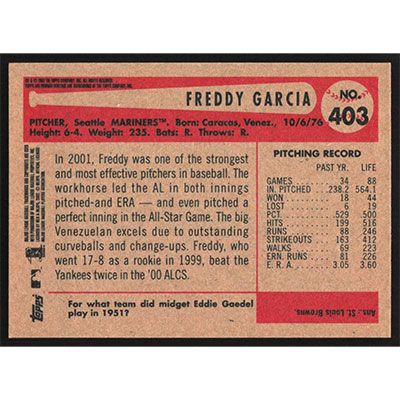 FREDDY GARCIA
NO.
403
PITCHER, Seattle MARINERS™. Born: Caracas, Venez., 10/6/76
Height: 6-4. Weight: 235. Bats: R. Throws: R.
In 2001, Freddy was one of the strongest
and most effective pitchers in baseball. The
workhorse led the AL in both innings
pitched-and ERA — and even pitched a
perfect inning in the All-Star Game. The big
Venezuelan excels due to outstanding
curveballs and change-ups. Freddy, who
went 17-8 as a rookie in 1999, beat the
Yankees twice in the '00 ALCS.
PITCHING RECORD
PAST YR. LIFE
GAMES 34 88
IN. PITCHED 238.2 564.1
WON 18 44
LOST 6 19
PCT .529 .500
HITS 199 516
RUNS 88 245
STRIKEOUTS 163 412
WALKS 69 223
ERN. RUNS 81 226
E. R. A. 3.05 3.60
For what team did midget Eddie Gaedel
play in 1951?
Ans.: St. Louis Browns.
Topps